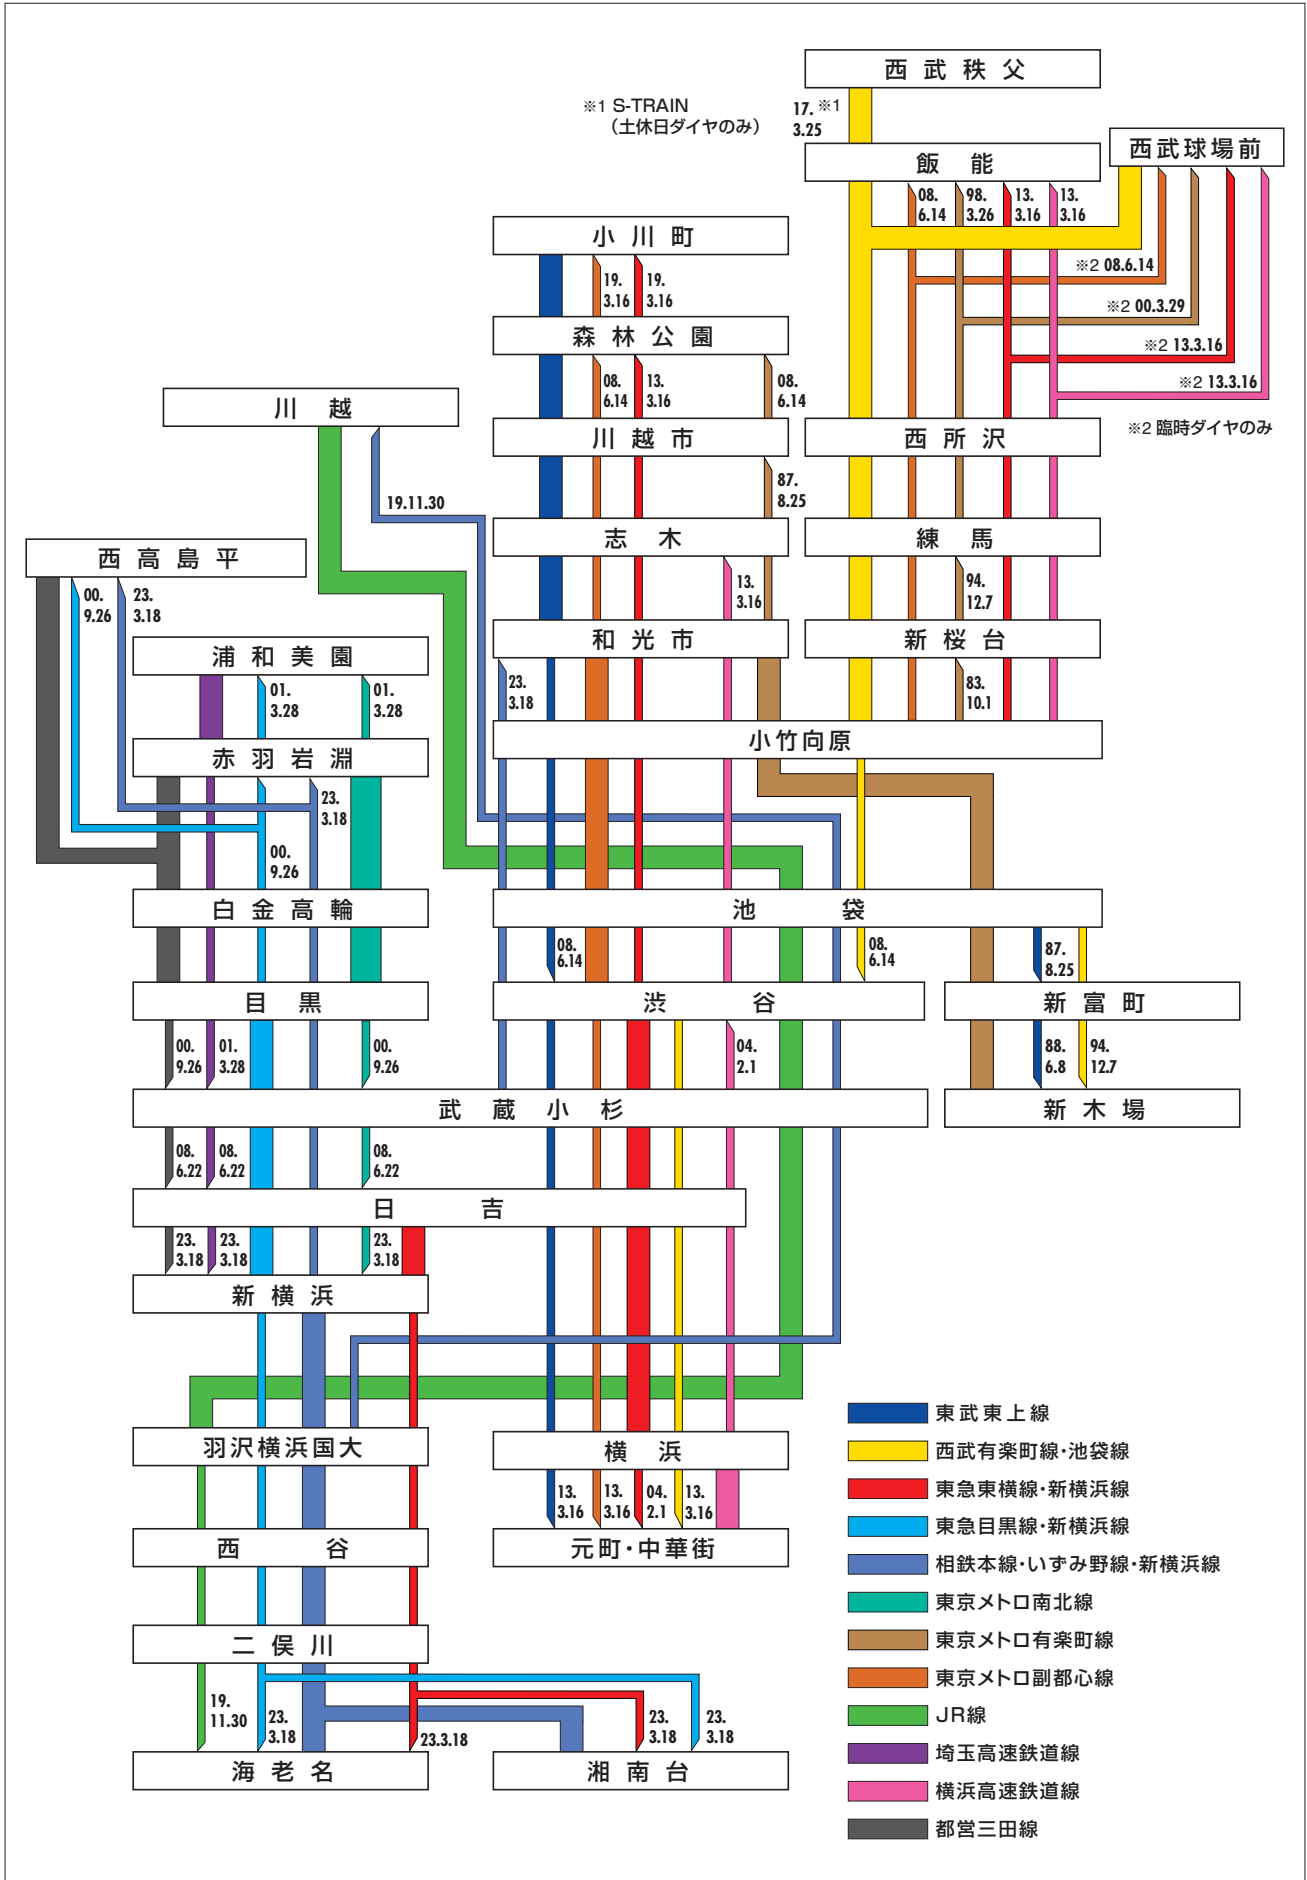 西武秩父
※1 S-TRAIN
（土休日ダイヤのみ）
17. ※1
3.25
西武球場前
飯能
08.
6.14
98.
3.26
13.
3.16
13.
3.16
小川町
※2 08.6.14
19.
3.16
19.
3.16
※2 00.3.29
森林公園
※2 13.3.16
08.
6.14
13.
3.16
08.
6.14
※2 13.3.16
川越
川越市
西所沢
※2 臨時ダイヤのみ
87.
8.25
19.11.30
志木
練馬
西高島平
00.
9.26
23.
3.18
13.
3.16
94.
12.7
浦和美園
和光市
新桜台
01.
3.28
01.
3.28
23.
3.18
83.
10.1
赤羽岩淵
小竹向原
23.
3.18
00.
9.26
白金高輪
池袋
08.
6.14
08.
6.14
87.
8.25
目黒
渋谷
新富町
00.
9.26
01.
3.28
00.
9.26
04.
2.1
88.
6.8
94.
12.7
武蔵小杉
新木場
08.
6.22
08.
6.22
08.
6.22
日吉
23.
3.18
23.
3.18
23.
3.18
新横浜
羽沢横浜国大
横浜
13.
3.16
13.
3.16
04.
2.1
13.
3.16
西谷
元町・中華街
二俣川
19.
11.30
23.
3.18
23.3.18
23.
3.18
23.
3.18
海老名
湘南台
東武東上線
西武有楽町線・池袋線
東急東横線・新横浜線
東急目黒線・新横浜線
相鉄本線・いずみ野線・新横浜線
東京メトロ南北線
東京メトロ有楽町線
東京メトロ副都心線
JR線
埼玉高速鉄道線
横浜高速鉄道線
都営三田線